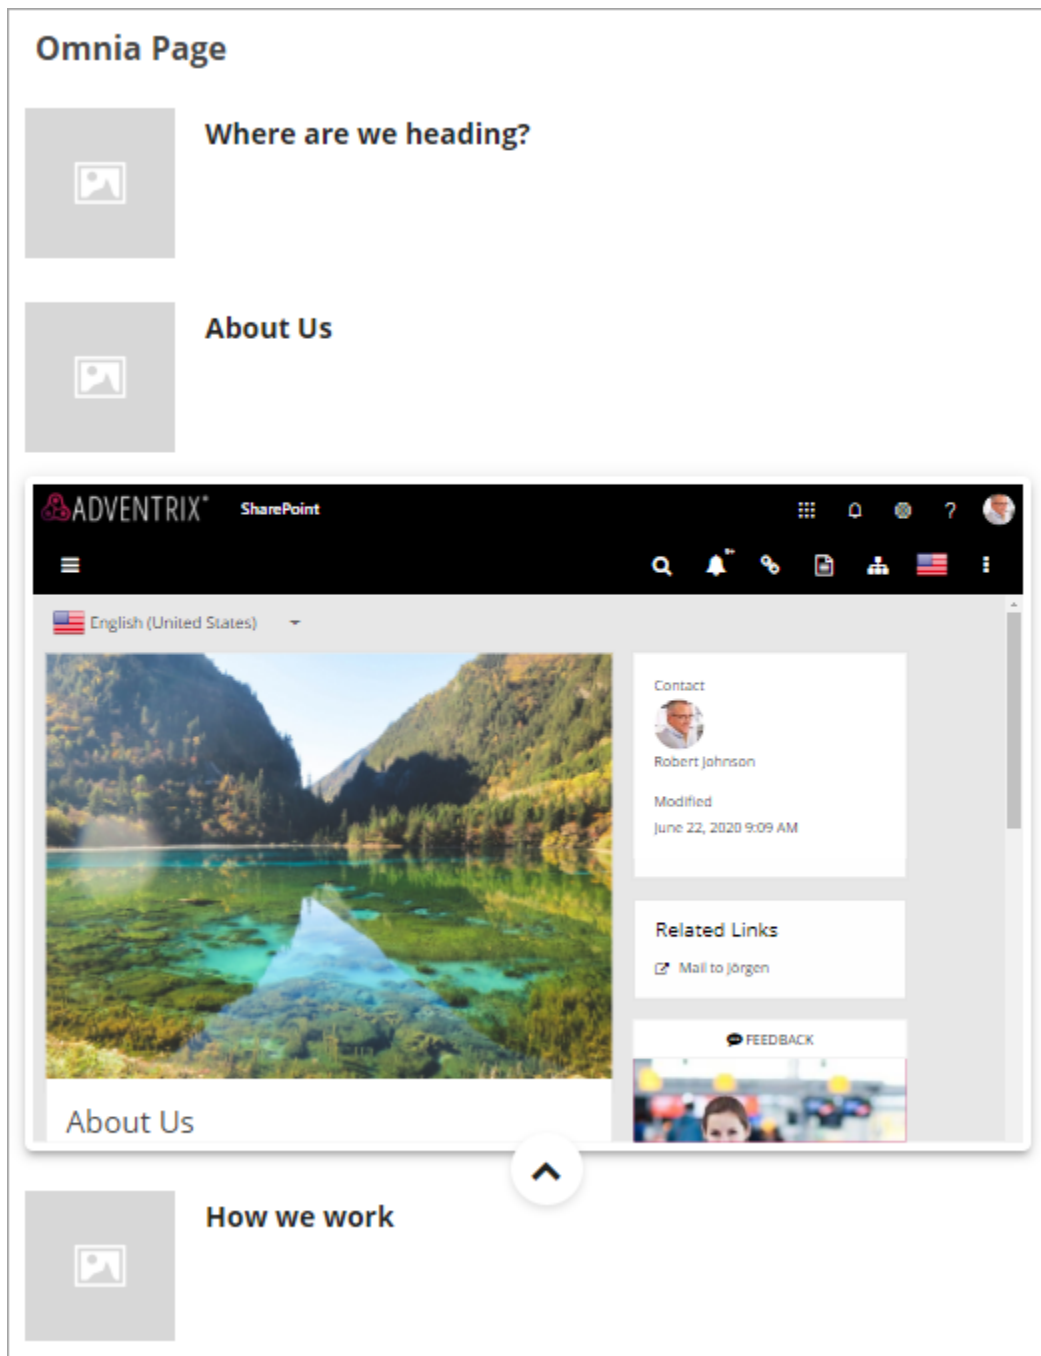 Omnia Page
Where are we heading?
About Us
ADVENTRIX
SharePoint
?
English (United States)
Contact
Robert Johnson
Modified
June 22, 2020 9:09 AM
Related Links
Mail to Jörgen
FEEDBACK
About Us
How we work